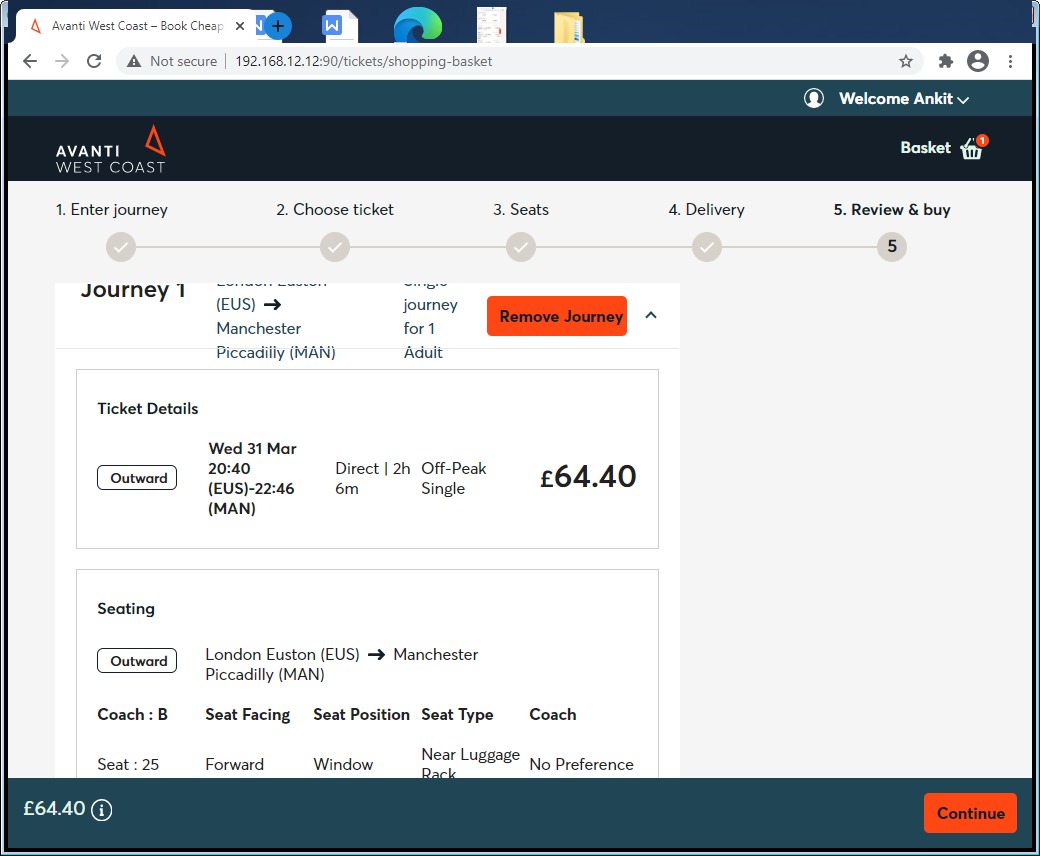 Avanti West Coast – Book Cheap
Not secure 192.168.12.12:90/tickets/shopping-basket
Welcome Ankit
AVANTI
WEST COAST
Basket 1
1. Enter journey 2. Choose ticket 3. Seats 4. Delivery 5. Review & buy
5
Journey 1
London Euston
(EUS) →
Manchester
Piccadilly (MAN)
Single
journey
for 1
Adult
Remove Journey
Ticket Details
Outward
Wed 31 Mar
20:40
(EUS)-22:46
(MAN)
Direct | 2h
6m
Off-Peak
Single
£64.40
Seating
Outward
London Euston (EUS) → Manchester
Piccadilly (MAN)
Coach : B Seat Facing Seat Position Seat Type Coach
Seat : 25 Forward Window
Near Luggage
Rack
No Preference
£64.40
Continue